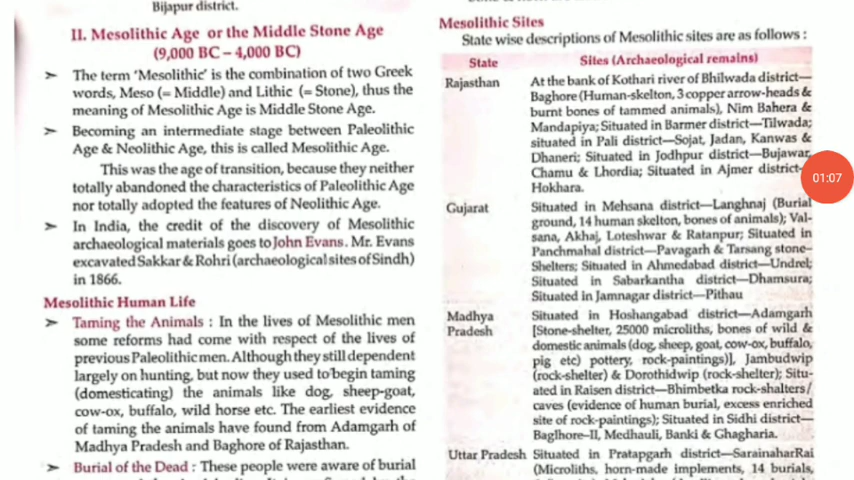 Bijapur district.
II. Mesolithic Age or the Middle Stone Age
(9,000 BC – 4,000 BC)
➢ The term 'Mesolithic' is the combination of two Greek
words, Meso (= Middle) and Lithic (= Stone), thus the
meaning of Mesolithic Age is Middle Stone Age.
➢ Becoming an intermediate stage between Paleolithic
Age & Neolithic Age, this is called Mesolithic Age.
This was the age of transition, because they neither
totally abandoned the characteristics of Paleolithic Age
nor totally adopted the features of Neolithic Age.
➢ In India, the credit of the discovery of Mesolithic
archaeological materials goes to John Evans. Mr. Evans
excavated Sakkar & Rohri (archaeological sites of Sindh)
in 1866.
Mesolithic Human Life
➢ Taming the Animals : In the lives of Mesolithic men
some reforms had come with respect of the lives of
previous Paleolithic men. Although they still dependent
largely on hunting, but now they used to begin taming
(domesticating) the animals like dog, sheep-goat,
cow-ox, buffalo, wild horse etc. The earliest evidence
of taming the animals have found from Adamgarh of
Madhya Pradesh and Baghore of Rajasthan.
➢ Burial of the Dead : These people were aware of burial
Mesolithic Sites
State wise descriptions of Mesolithic sites are as follows :
State Sites (Archaeological remains)
Rajasthan At the bank of Kothari river of Bhilwada district—
Baghore (Human-skelton, 3 copper arrow-heads &
burnt bones of tammed animals), Nim Bahera &
Mandapiya; Situated in Barmer district—Tilwada;
situated in Pali district—Sojat, Jadan, Kanwas &
Dhaneri; Situated in Jodhpur district—Bujawar,
Chamu & Lhordia; Situated in Ajmer district—
Hokhara.
01:07
Gujarat Situated in Mehsana district—Langhnaj (Burial
ground, 14 human skelton, bones of animals); Val-
sana, Akhaj, Loteshwar & Ratanpur; Situated in
Panchmahal district—Pavagarh & Tarsang stone-
Shelters; Situated in Ahmedabad district—Undrel;
Situated in Sabarkantha district—Dhamsura;
Situated in Jamnagar district—Pithau
Madhya Situated in Hoshangabad district—Adamgarh
Pradesh [Stone-shelter, 25000 microliths, bones of wild &
domestic animals (dog, sheep, goat, cow-ox, buffalo,
pig etc) pottery, rock-paintings)], Jambudwip
(rock-shelter) & Dorothidwip (rock-shelter); Situ-
ated in Raisen district—Bhimbetka rock-shalters/
caves (evidence of human burial, excess enriched
site of rock-paintings); Situated in Sidhi district—
Baglhore–II, Medhauli, Banki & Ghagharia.
Uttar Pradesh Situated in Pratapgarh district—SarainaharRai
(Microliths, horn-made implements, 14 burials,